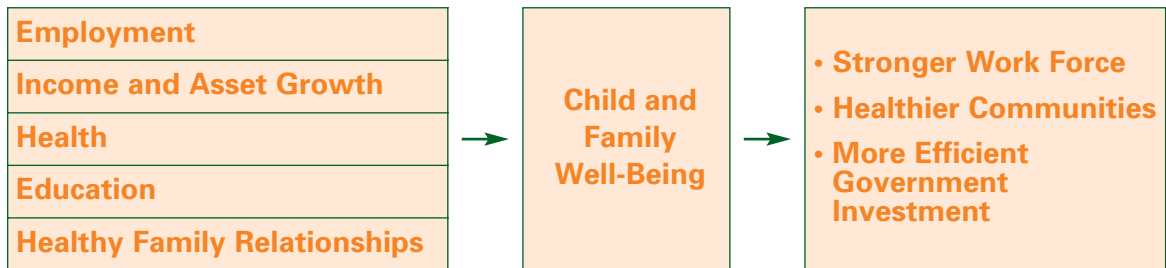 Employment
Income and Asset Growth
Health
Education
Healthy Family Relationships
Child and
Family
Well-Being
• Stronger Work Force
• Healthier Communities
• More Efficient
Government
Investment